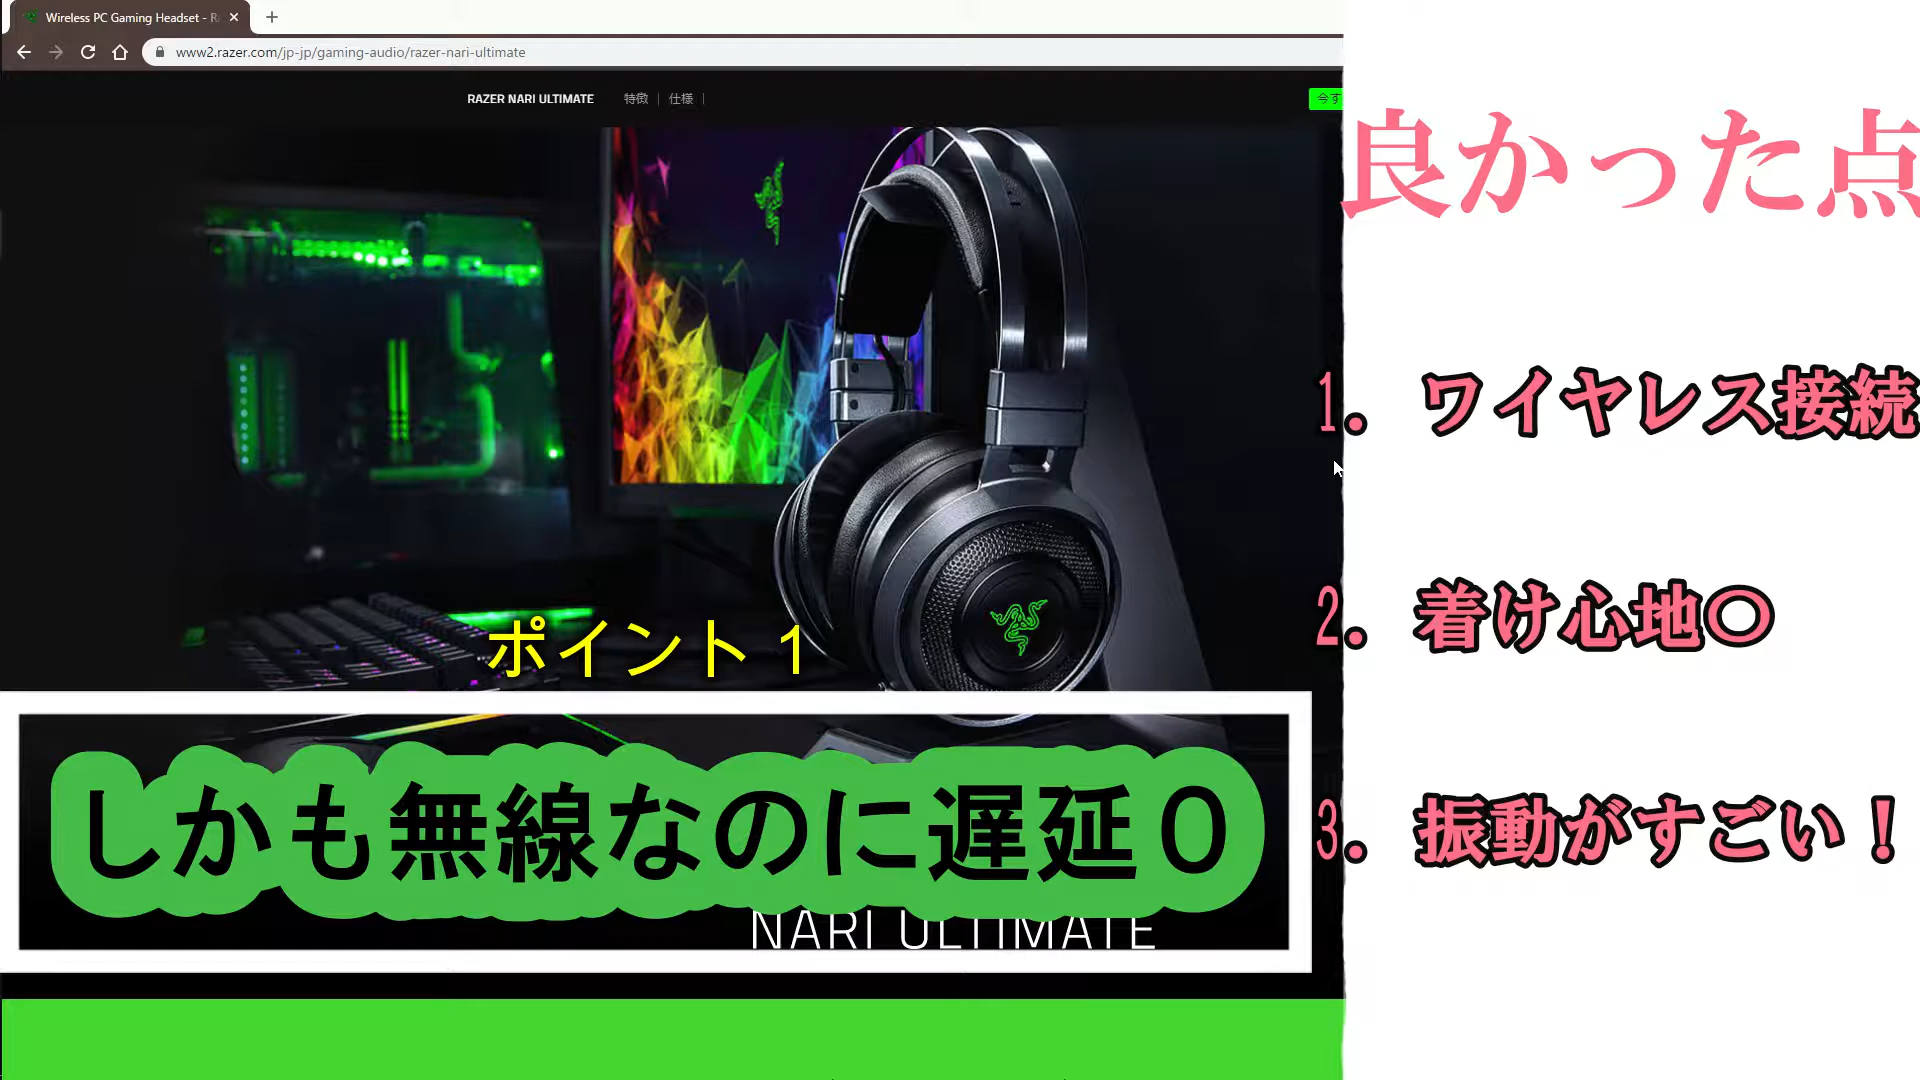 Wireless PC Gaming Headset - R
www2.razer.com/jp-jp/gaming-audio/razer-nari-ultimate
RAZER NARI ULTIMATE 特徴 仕様
今す
良かった点
1. ワイヤレス接続
2. 着け心地〇
3. 振動がすごい！
ポイント１
しかも無線なのに遅延０
NARI ULTIMATE